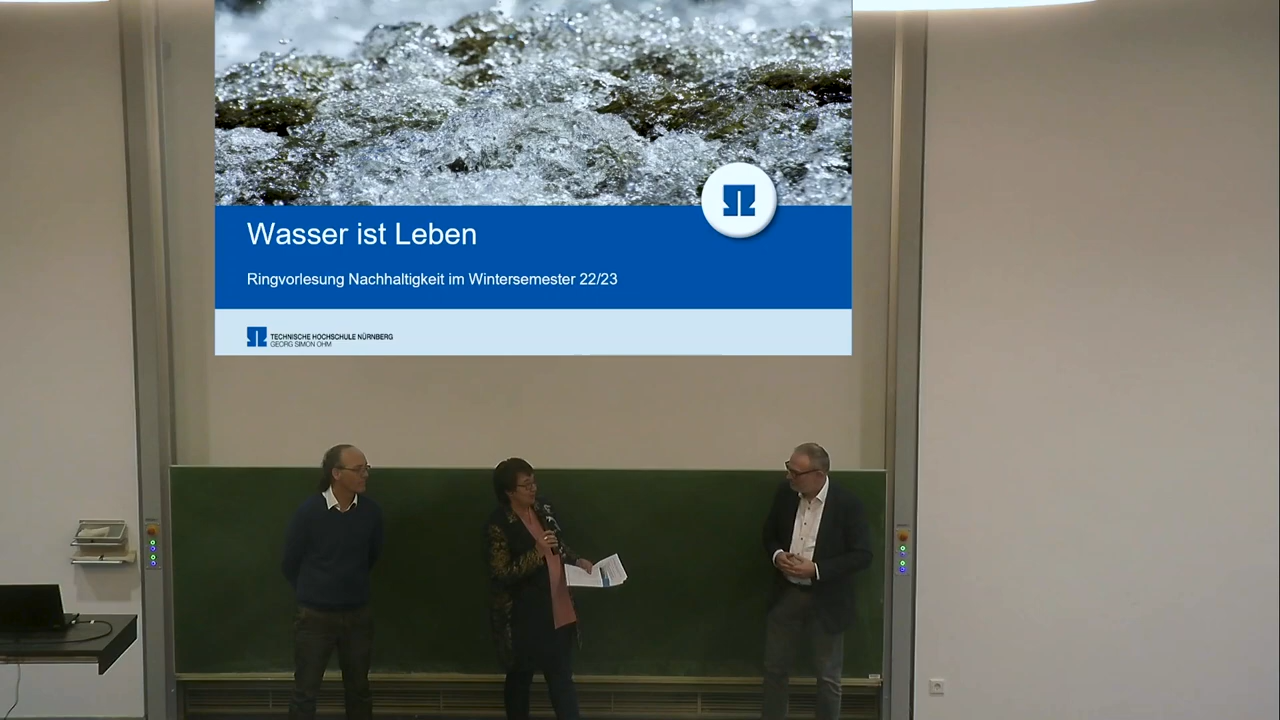 Wasser ist Leben
Ringvorlesung Nachhaltigkeit im Wintersemester 22/23
TECHNISCHE HOCHSCHULE NÜRNBERG
GEORG SIMON OHM